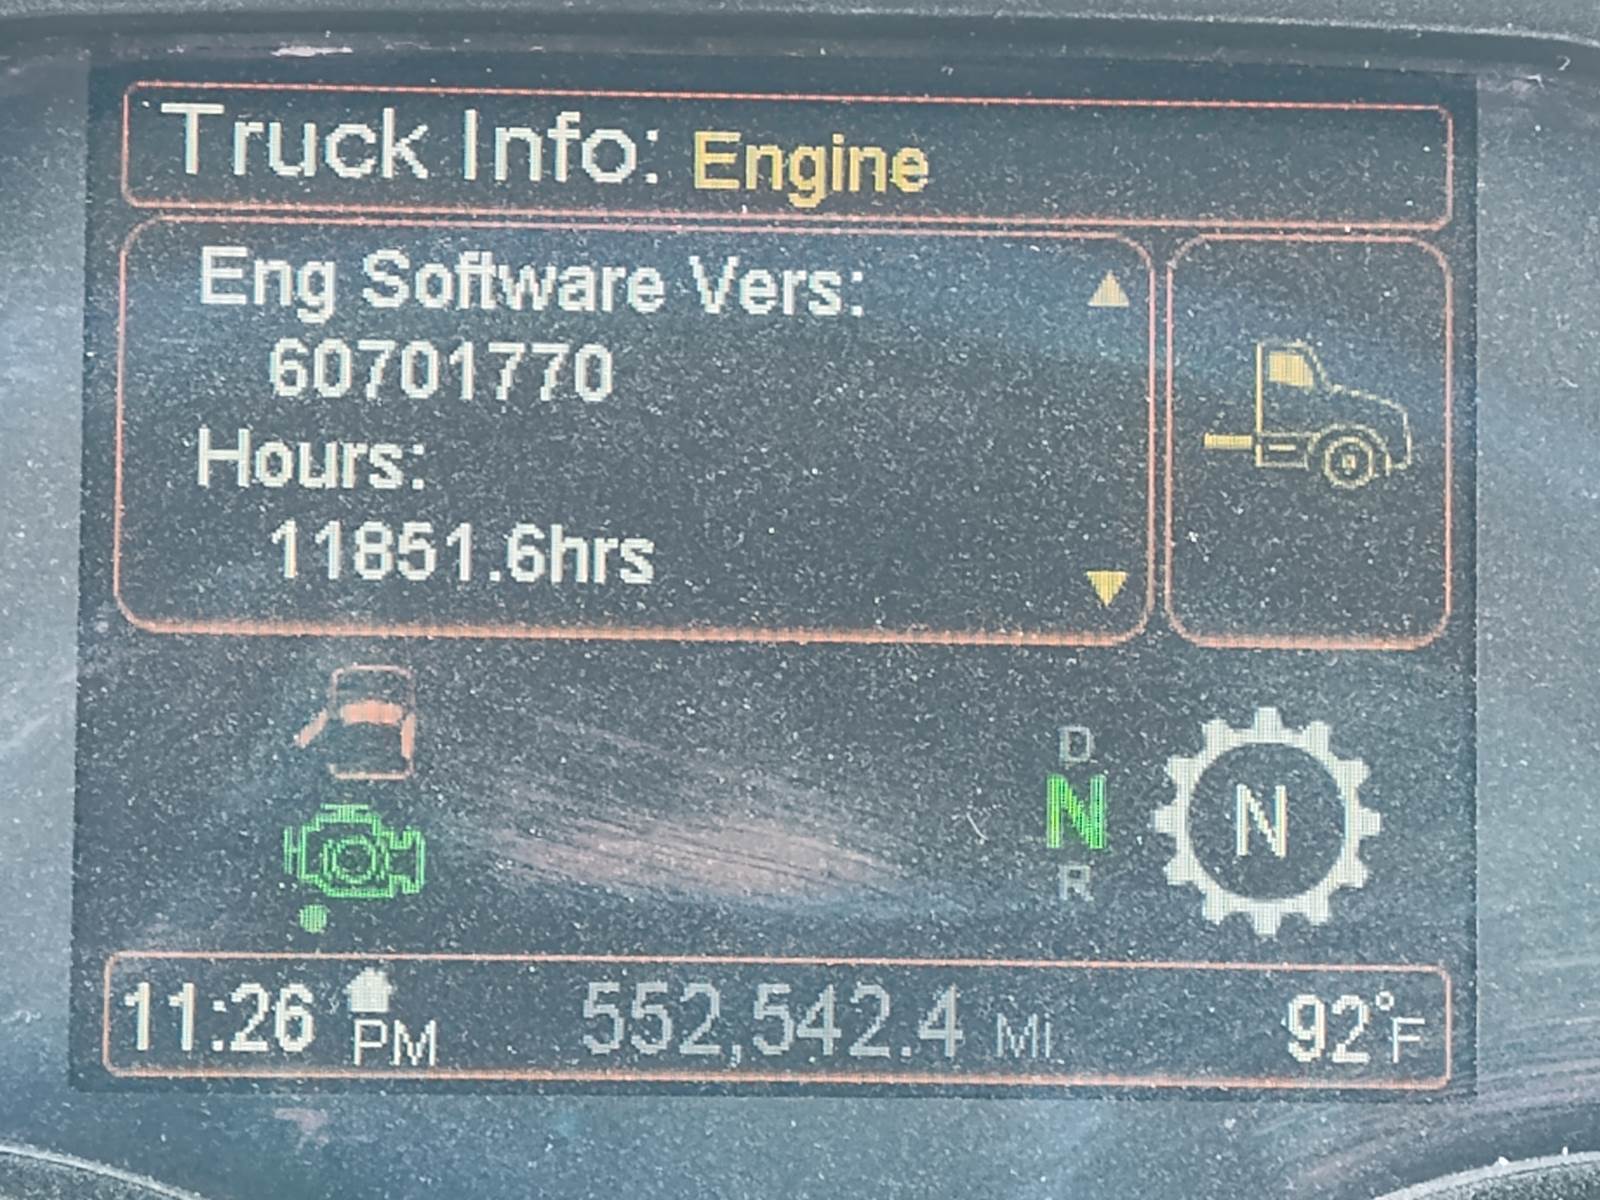 Truck Info: Engine
Eng Software Vers:
60701770
Hours:
11851.6hrs
D
N
R
N
11:26 PM 552,542.4 Mi 92°F